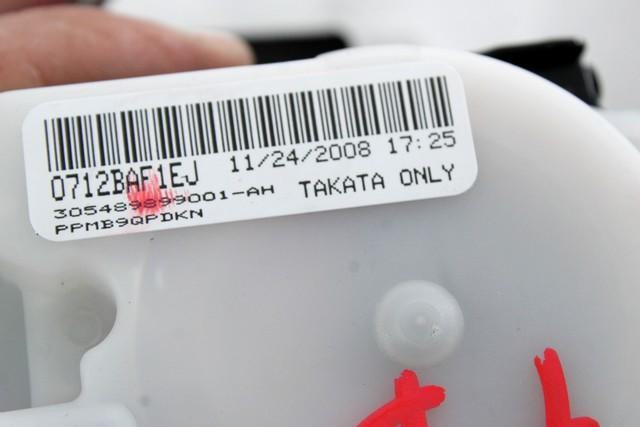 0712BAF1EJ 11/24/2008 17:25
305489899001-AH TAKATA ONLY
PPMB9QPDKN